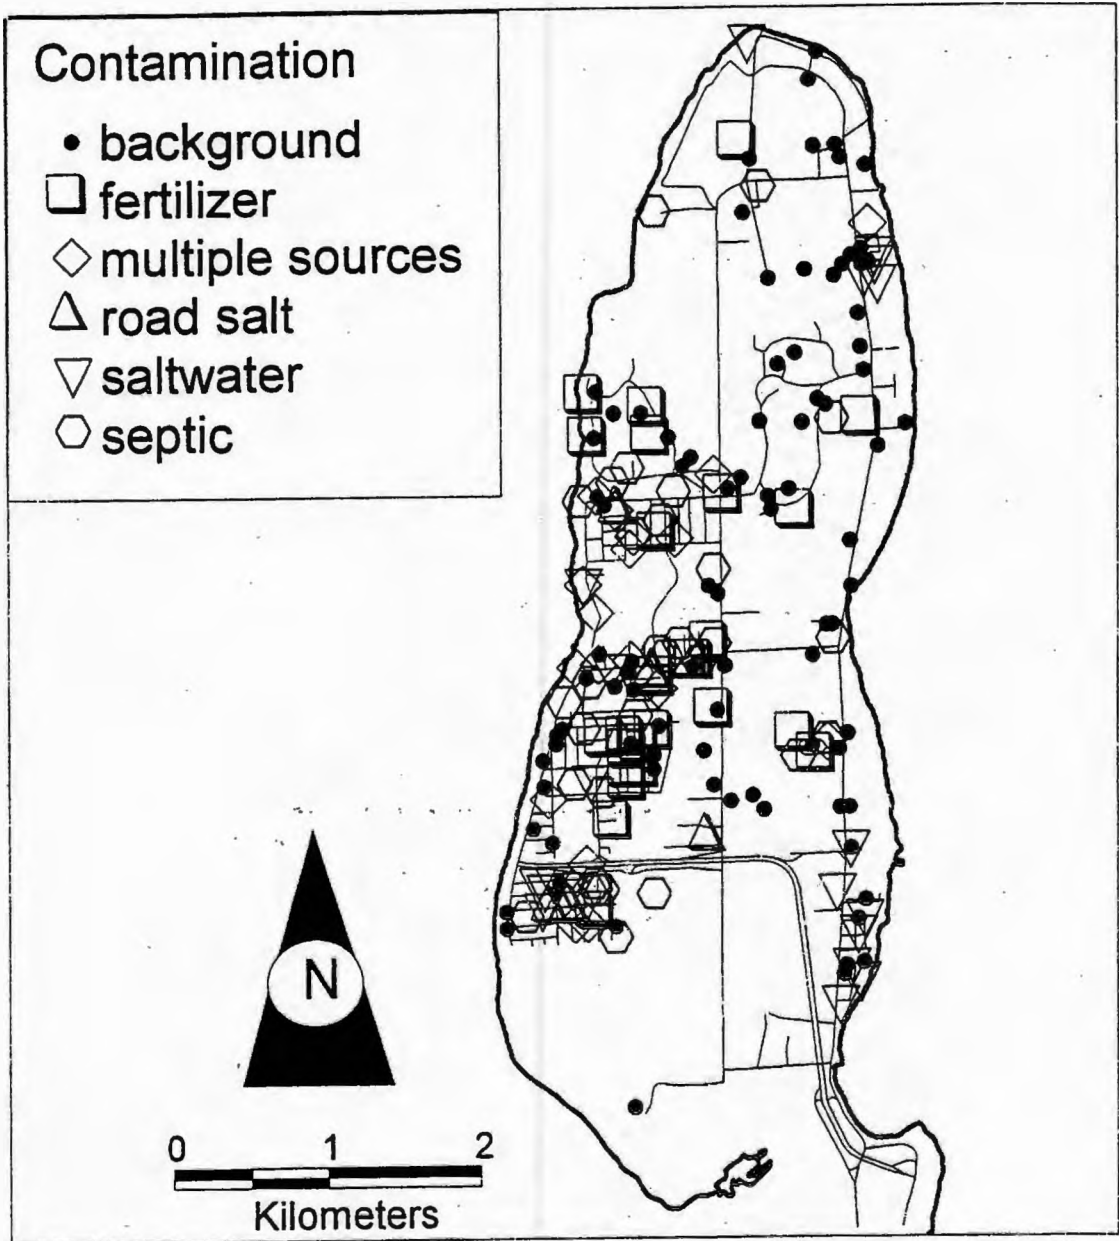 Contamination
background
fertilizer
multiple sources
road salt
saltwater
septic
N
0 1 2
Kilometers